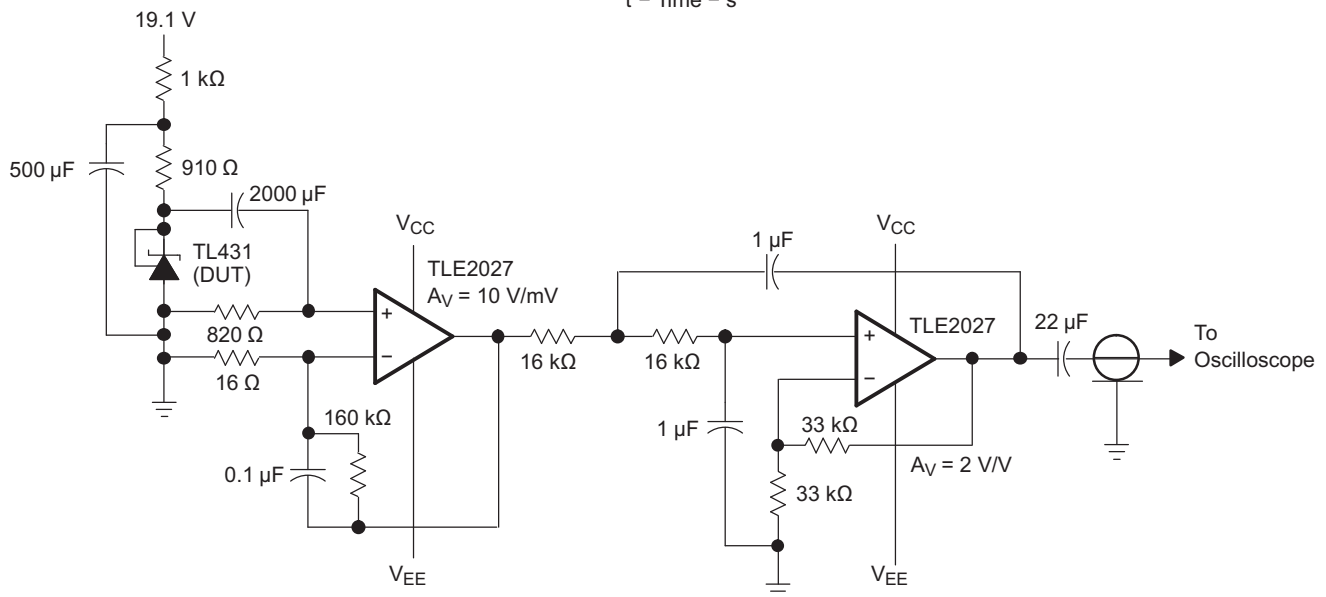 t – Time – s
19.1 V
1 kΩ
500 µF
910 Ω
2000 µF
TL431
(DUT)
820 Ω
16 Ω
160 kΩ
0.1 µF
VCC
TLE2027
AV = 10 V/mV
VEE
16 kΩ
16 kΩ
1 µF
1 µF
VCC
TLE2027
33 kΩ
AV = 2 V/V
33 kΩ
VEE
22 µF
To
Oscilloscope